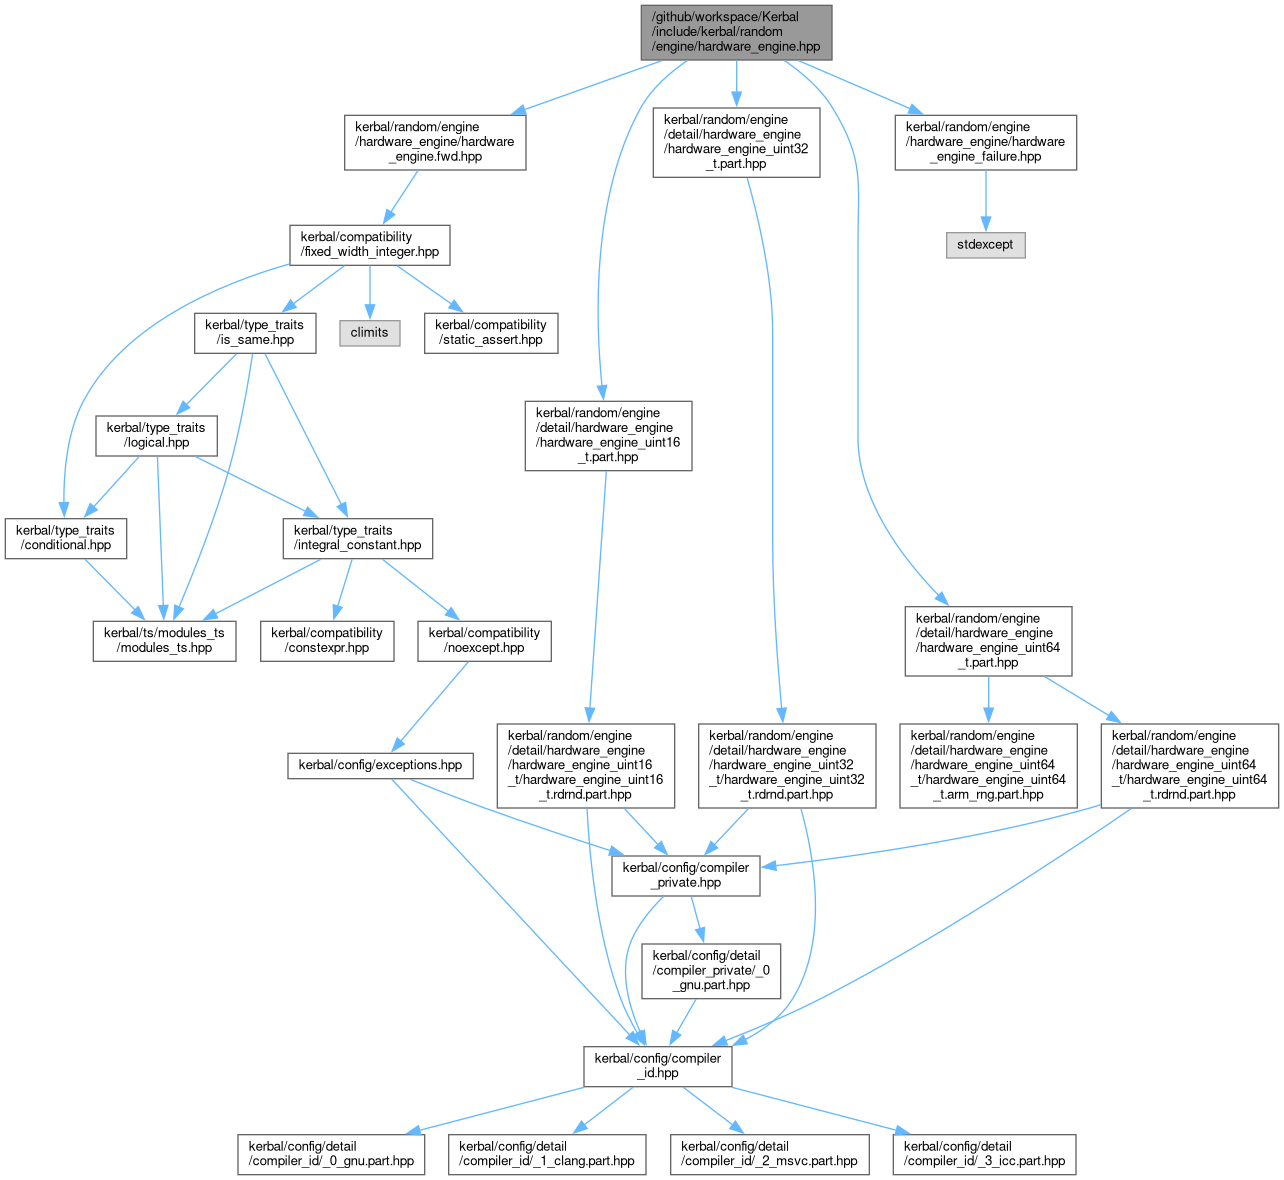 /github/workspace/Kerbal
/include/kerbal/random
/engine/hardware_engine.hpp
kerbal/random/engine
/hardware_engine/hardware
_engine.fwd.hpp
kerbal/random/engine
/detail/hardware_engine
/hardware_engine_uint32
_t.part.hpp
kerbal/random/engine
/hardware_engine/hardware
_engine_failure.hpp
kerbal/compatibility
/fixed_width_integer.hpp
stdexcept
kerbal/type_traits
/is_same.hpp
climits
kerbal/compatibility
/static_assert.hpp
kerbal/type_traits
/logical.hpp
kerbal/random/engine
/detail/hardware_engine
/hardware_engine_uint16
_t.part.hpp
kerbal/type_traits
/conditional.hpp
kerbal/type_traits
/integral_constant.hpp
kerbal/ts/modules_ts
/modules_ts.hpp
kerbal/compatibility
/constexpr.hpp
kerbal/compatibility
/noexcept.hpp
kerbal/random/engine
/detail/hardware_engine
/hardware_engine_uint64
_t.part.hpp
kerbal/config/exceptions.hpp
kerbal/random/engine
/detail/hardware_engine
/hardware_engine_uint16
_t/hardware_engine_uint16
_t.rdrnd.part.hpp
kerbal/random/engine
/detail/hardware_engine
/hardware_engine_uint32
_t/hardware_engine_uint32
_t.rdrnd.part.hpp
kerbal/random/engine
/detail/hardware_engine
/hardware_engine_uint64
_t/hardware_engine_uint64
_t.arm_rng.part.hpp
kerbal/random/engine
/detail/hardware_engine
/hardware_engine_uint64
_t/hardware_engine_uint64
_t.rdrnd.part.hpp
kerbal/config/compiler
_private.hpp
kerbal/config/detail
/compiler_private/_0
_gnu.part.hpp
kerbal/config/compiler
_id.hpp
kerbal/config/detail
/compiler_id/_0_gnu.part.hpp
kerbal/config/detail
/compiler_id/_1_clang.part.hpp
kerbal/config/detail
/compiler_id/_2_msvc.part.hpp
kerbal/config/detail
/compiler_id/_3_icc.part.hpp